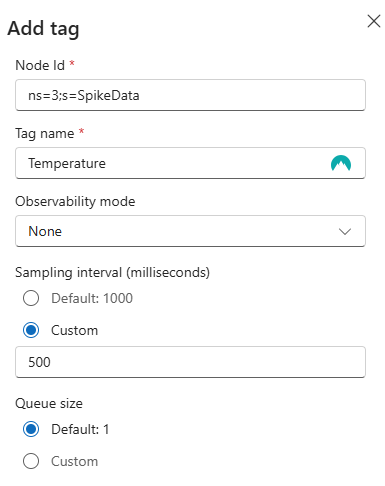 Add tag
Node Id *
ns=3;s=SpikeData
Tag name *
Temperature
Observability mode
None
Sampling interval (milliseconds)
Default: 1000
Custom
500
Queue size
Default: 1
Custom